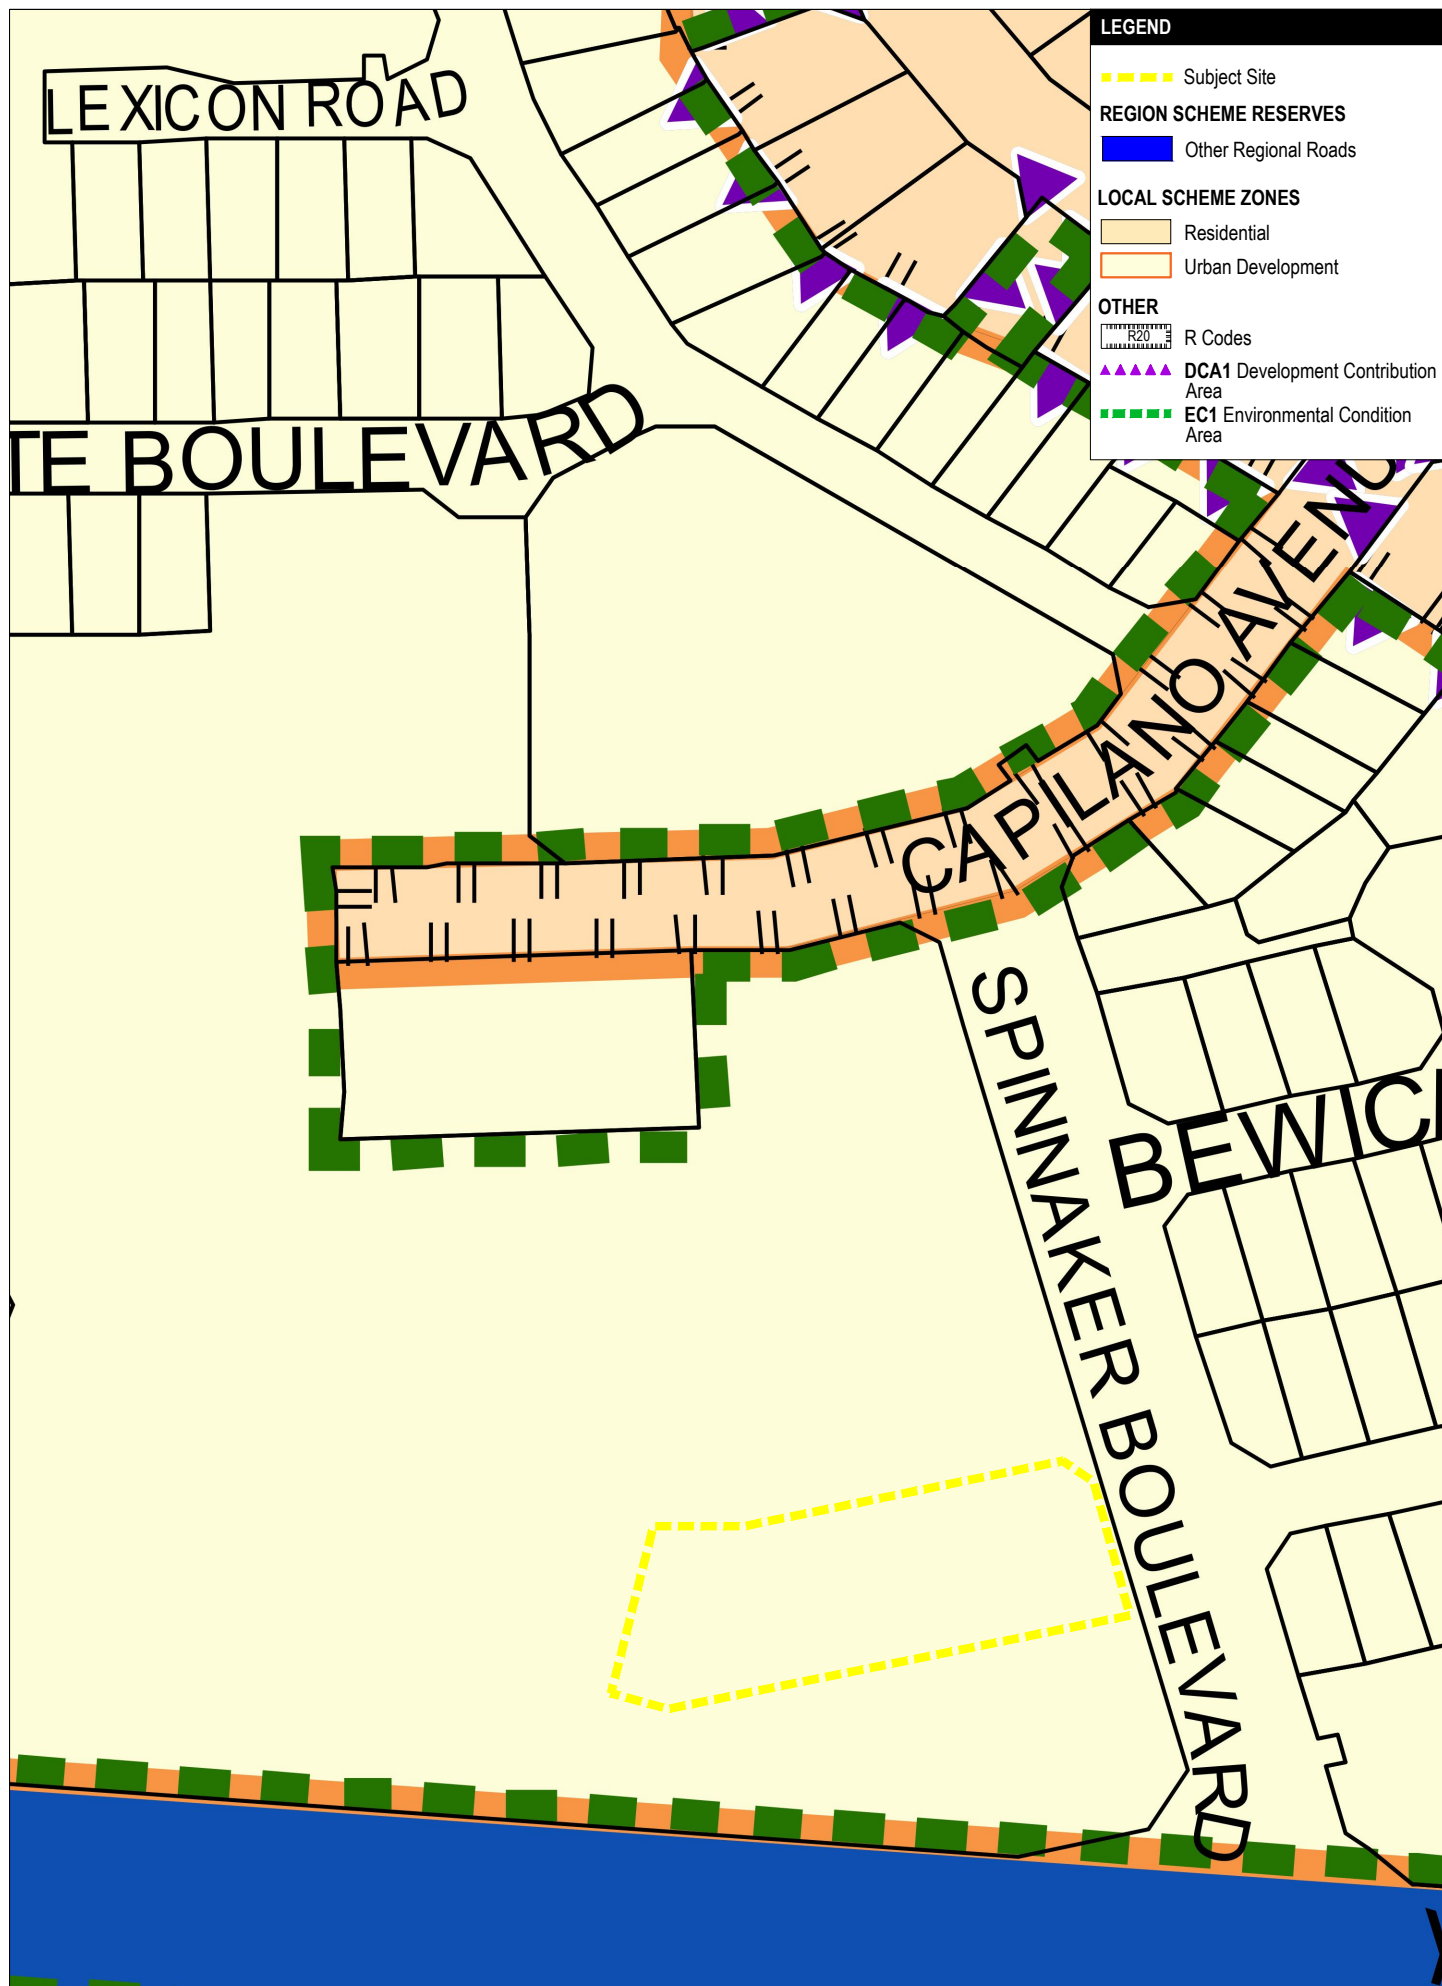 LEGEND
Subject Site
REGION SCHEME RESERVES
Other Regional Roads
LOCAL SCHEME ZONES
Residential
Urban Development
OTHER
R20
R Codes
DCA1 Development Contribution
Area
EC1 Environmental Condition
Area
LEXICON ROAD
TE BOULEVARD
CAPILANO AVENU
SPINNAKER BOULEVARD
BEWIC